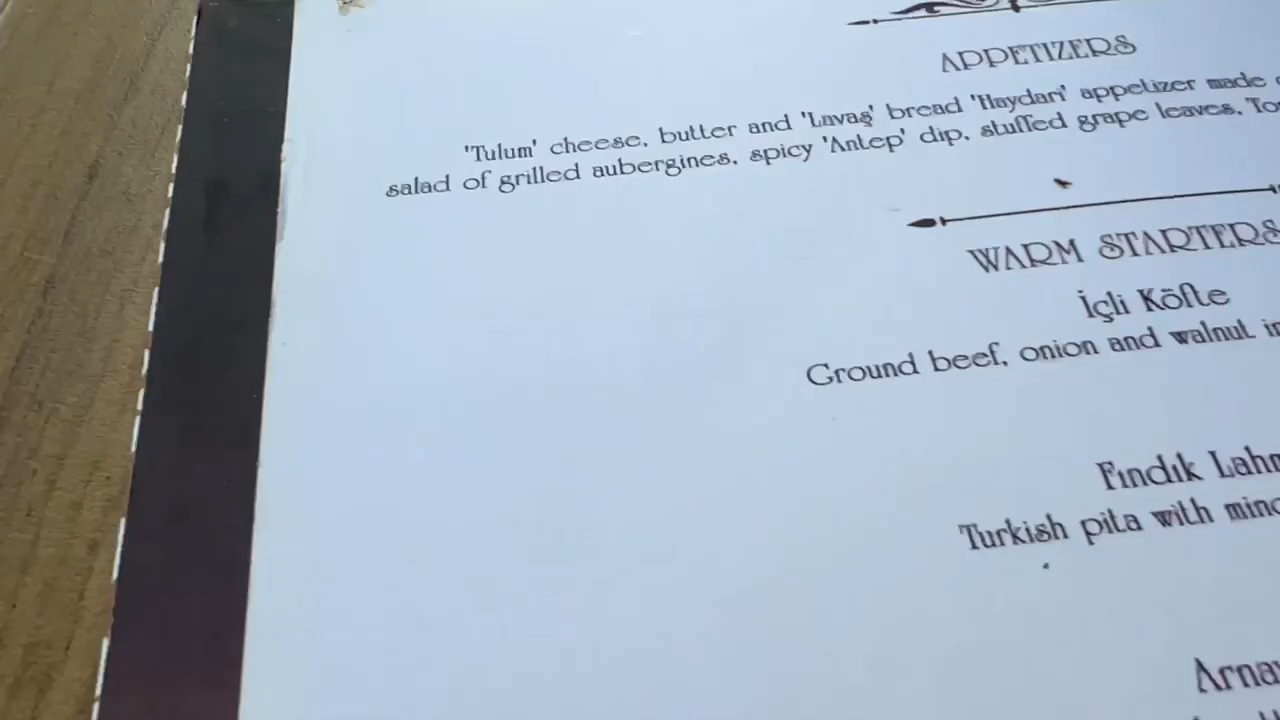 APPETIZERS
'Tulum' cheese, butter and 'Lavaş' bread 'Haydari' appetizer made
salad of grilled aubergines, spicy 'Antep' dip, stuffed grape leaves,
WARM STARTERS
İçli Köfte
Ground beef, onion and walnut
Fındık
Turkish pita with